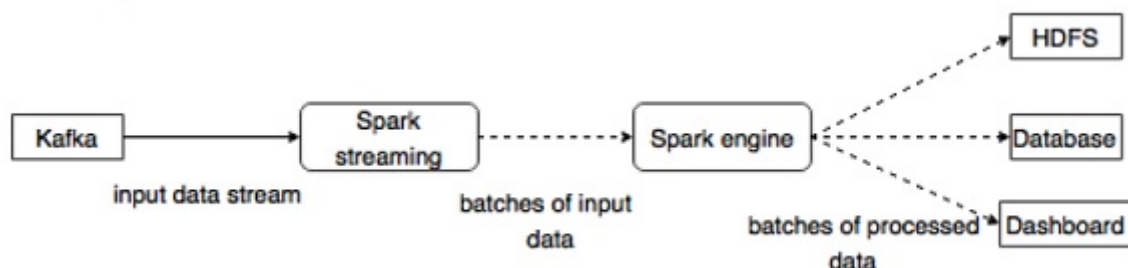 Kafka
input data stream
Spark
streaming
batches of input
data
Spark engine
batches of processed
data
HDFS
Database
Dashboard